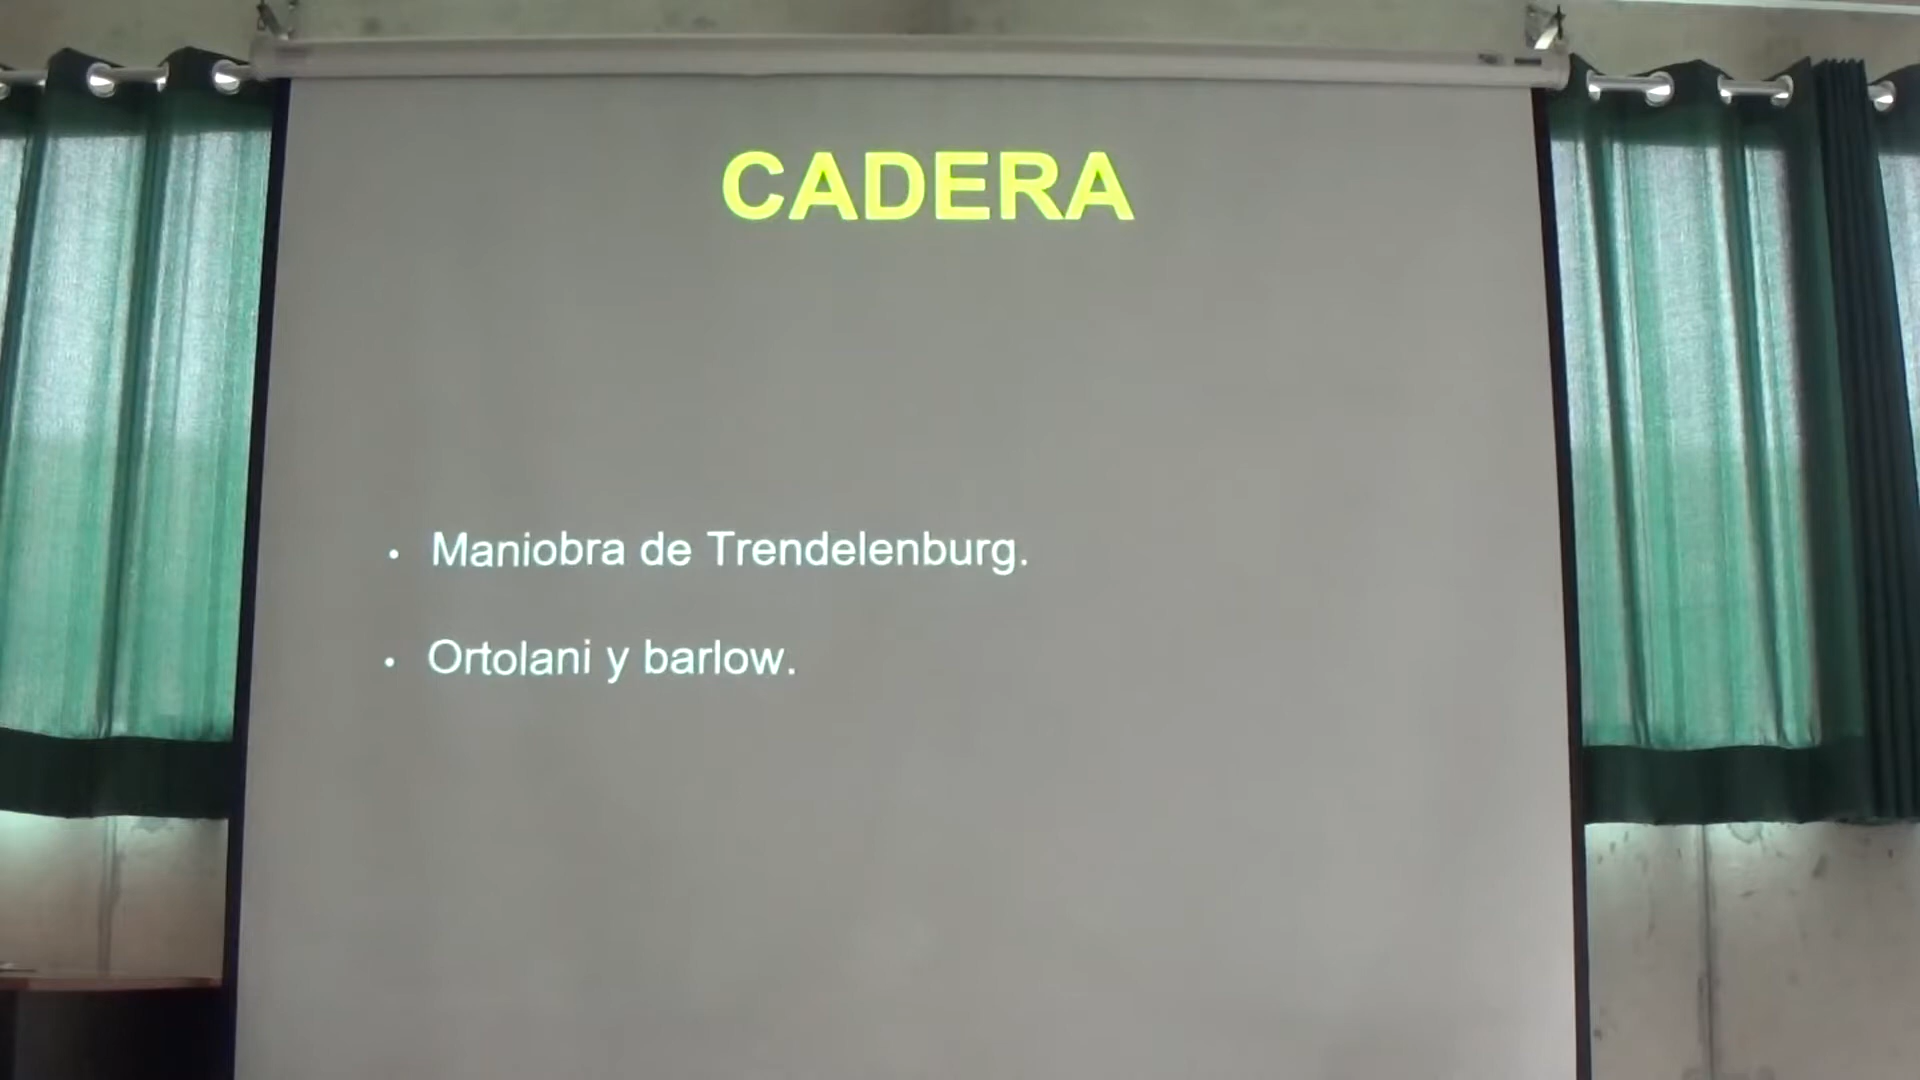 CADERA
• Maniobra de Trendelenburg.
• Ortolani y barlow.